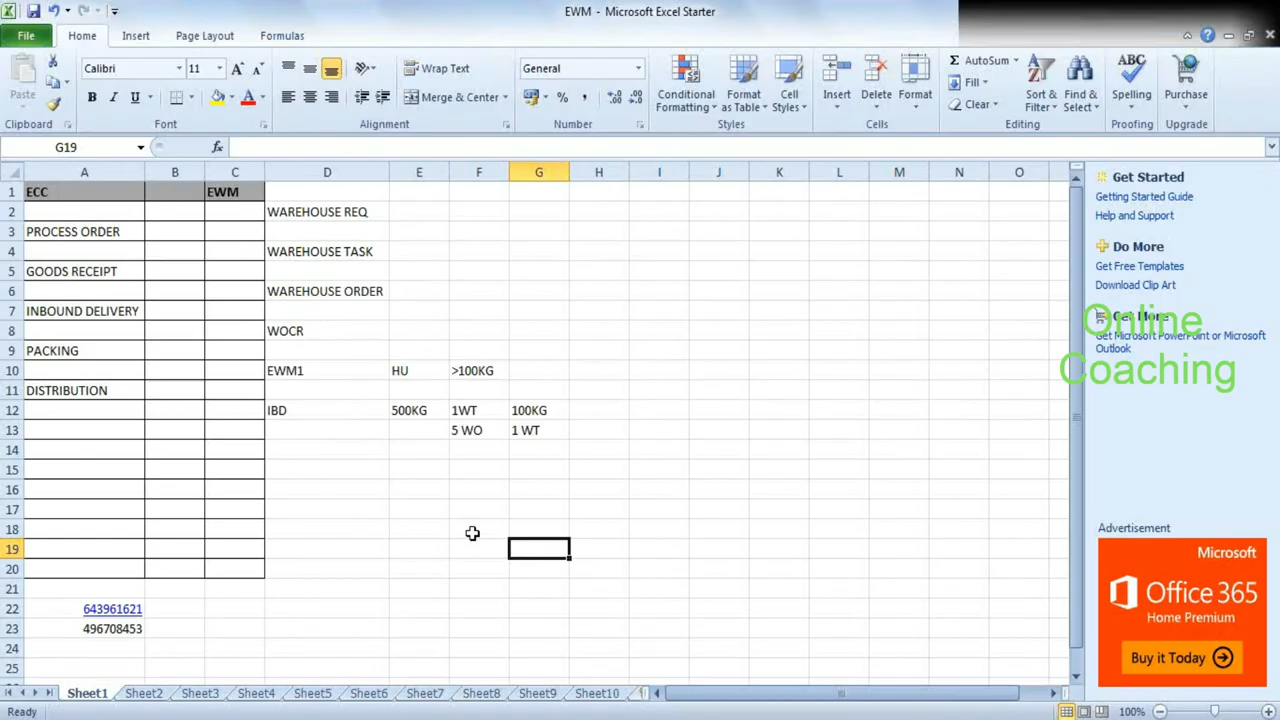 EWM - Microsoft Excel Starter
File Home Insert Page Layout Formulas
Calibri 11 Wrap Text General AutoSum
Paste B I U Merge & Center % , Conditional Formatting Format as Table Cell Styles Insert Delete Format Fill Clear Sort & Filter Find & Select ABC Spelling Purchase
Clipboard Font Alignment Number Styles Cells Editing Proofing Upgrade
G19 fx
A B C D E F G H I J K L M N O
1 ECC EWM
2 WAREHOUSE REQ
3 PROCESS ORDER
4 WAREHOUSE TASK
5 GOODS RECEIPT
6 WAREHOUSE ORDER
7 INBOUND DELIVERY
8 WOCR
9 PACKING
10 EWM1 HU >100KG
11 DISTRIBUTION
12 IBD 500KG 1WT 100KG
13 5 WO 1 WT
14
15
16
17
18
19
20
21
22 643961621
23 496708453
24
25
Get Started
Getting Started Guide
Help and Support
Do More
Get Free Templates
Download Clip Art
Get More
Get Microsoft PowerPoint or Microsoft
Outlook
Online
Coaching
Advertisement
Microsoft
Office 365
Home Premium
Buy it Today
Sheet1 Sheet2 Sheet3 Sheet4 Sheet5 Sheet6 Sheet7 Sheet8 Sheet9 Sheet10
Ready 100%